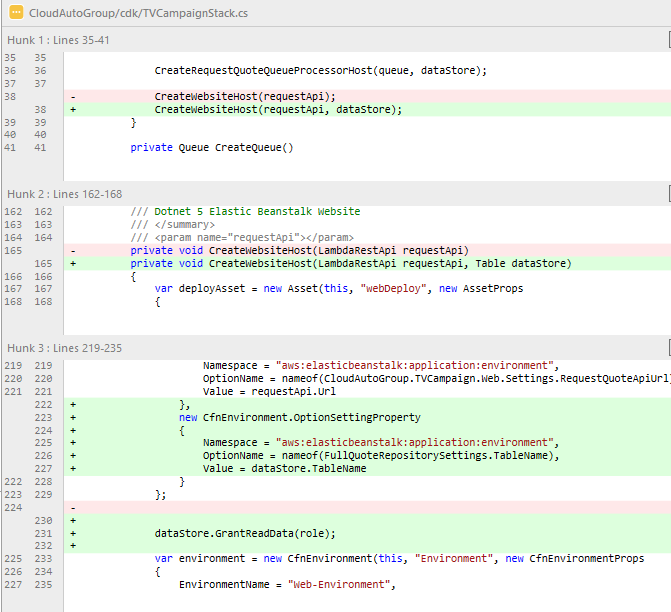 CloudAutoGroup/cdk/TVCampaignStack.cs
Hunk 1 : Lines 35-41
35 35
36 36 CreateRequestQuoteQueueProcessorHost(queue, dataStore);
37 37
38 - CreateWebsiteHost(requestApi);
38 + CreateWebsiteHost(requestApi, dataStore);
39 39 }
40 40
41 41 private Queue CreateQueue()
Hunk 2 : Lines 162-168
162 162 /// Dotnet 5 Elastic Beanstalk Website
163 163 /// </summary>
164 164 /// <param name="requestApi"></param>
165 - private void CreateWebsiteHost(LambdaRestApi requestApi)
165 + private void CreateWebsiteHost(LambdaRestApi requestApi, Table dataStore)
166 166 {
167 167 var deployAsset = new Asset(this, "webDeploy", new AssetProps
168 168 {
Hunk 3 : Lines 219-235
219 219 Namespace = "aws:elasticbeanstalk:application:environment",
220 220 OptionName = nameof(CloudAutoGroup.TVCampaign.Web.Settings.RequestQuoteApiUrl)
221 221 Value = requestApi.Url
222 + },
223 + new CfnEnvironment.OptionSettingProperty
224 + {
225 + Namespace = "aws:elasticbeanstalk:application:environment",
226 + OptionName = nameof(FullQuoteRepositorySettings.TableName),
227 + Value = dataStore.TableName
222 228 }
223 229 };
224 -
230 +
231 + dataStore.GrantReadData(role);
232 +
225 233 var environment = new CfnEnvironment(this, "Environment", new CfnEnvironmentProps
226 234 {
227 235 EnvironmentName = "Web-Environment",